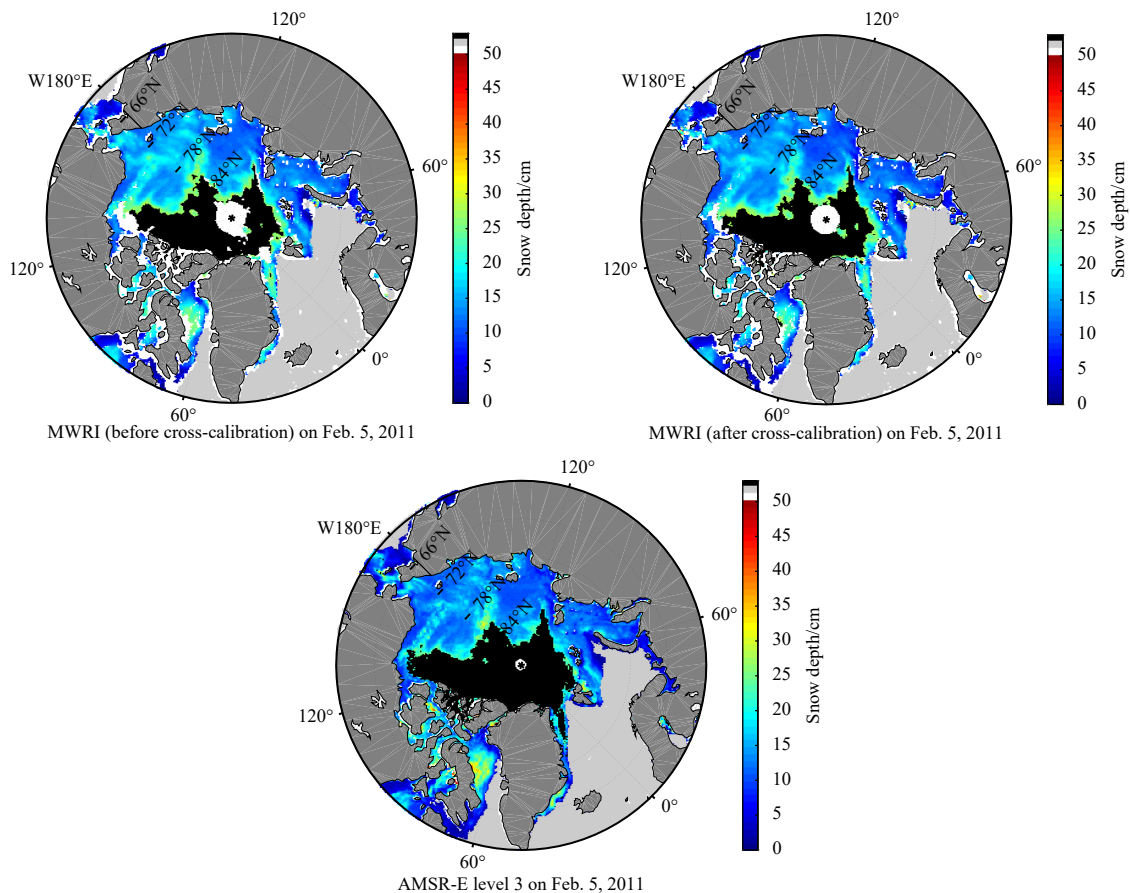 120°
W180°E
66°N
72°N
78°N
84°N
60°
0°
60°
120°
50
45
40
35
30
25
20
15
10
5
0
Snow depth/cm
MWRI (before cross-calibration) on Feb. 5, 2011
120°
W180°E
66°N
72°N
78°N
84°N
60°
0°
60°
120°
50
45
40
35
30
25
20
15
10
5
0
Snow depth/cm
MWRI (after cross-calibration) on Feb. 5, 2011
120°
W180°E
66°N
72°N
78°N
84°N
60°
0°
60°
120°
50
45
40
35
30
25
20
15
10
5
0
Snow depth/cm
AMSR-E level 3 on Feb. 5, 2011